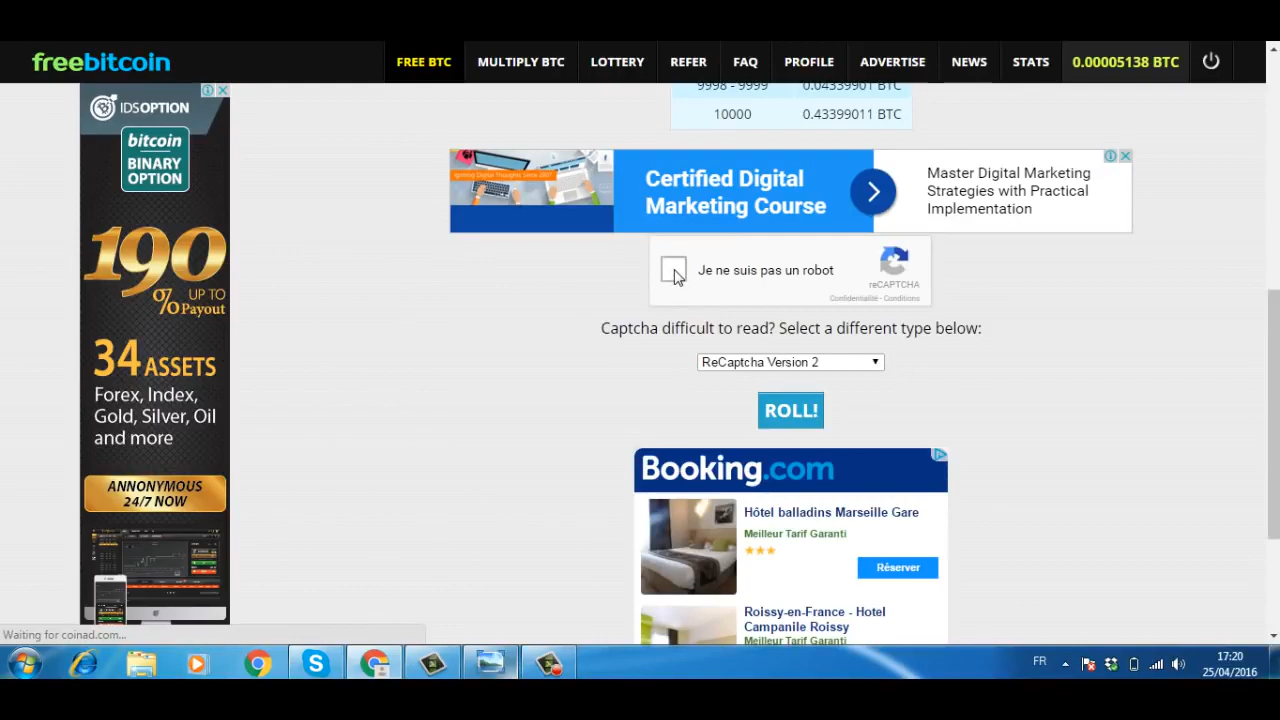 freebitcoin
FREE BTC
MULTIPLY BTC
LOTTERY
REFER
FAQ
PROFILE
ADVERTISE
NEWS
STATS
0.00005138 BTC
IDSOPTION
bitcoin
BINARY
OPTION
190
% UP TO
Payout
34 ASSETS
Forex, Index,
Gold, Silver, Oil
and more
ANNONYMOUS
24/7 NOW
9998 - 9999 0.04339901 BTC
10000 0.43399011 BTC
Certified Digital
Marketing Course
Master Digital Marketing
Strategies with Practical
Implementation
Je ne suis pas un robot
reCAPTCHA
Confidentialité - Conditions
Captcha difficult to read? Select a different type below:
ReCaptcha Version 2
ROLL!
Booking.com
Hôtel balladins Marseille Gare
Meilleur Tarif Garanti
Réserver
Roissy-en-France - Hotel
Campanile Roissy
Meilleur Tarif Garanti
Waiting for coinad.com...
FR
17:20
25/04/2016